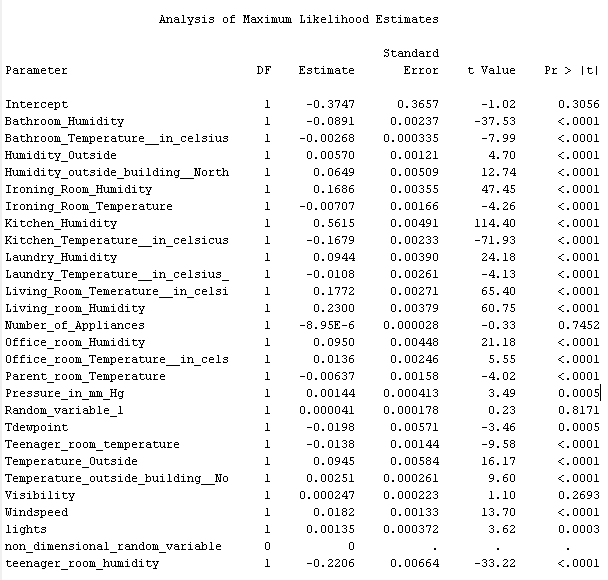 Analysis of Maximum Likelihood Estimates
Standard
Parameter DF Estimate Error t Value Pr > |t|
Intercept 1 -0.3747 0.3657 -1.02 0.3056
Bathroom_Humidity 1 -0.0891 0.00237 -37.53 <.0001
Bathroom_Temperature__in_celsius 1 -0.00268 0.000335 -7.99 <.0001
Humidity_Outside 1 0.00570 0.00121 4.70 <.0001
Humidity_outside_building__North 1 0.0649 0.00509 12.74 <.0001
Ironing_Room_Humidity 1 0.1686 0.00355 47.45 <.0001
Ironing_Room_Temperature 1 -0.00707 0.00166 -4.26 <.0001
Kitchen_Humidity 1 0.5615 0.00491 114.40 <.0001
Kitchen_Temperature__in_celsicus 1 -0.1679 0.00233 -71.93 <.0001
Laundry_Humidity 1 0.0944 0.00390 24.18 <.0001
Laundry_Temperature__in_celsius_ 1 -0.0108 0.00261 -4.13 <.0001
Living_Room_Temerature__in_celsi 1 0.1772 0.00271 65.40 <.0001
Living_room_Humidity 1 0.2300 0.00379 60.75 <.0001
Number_of_Appliances 1 -8.95E-6 0.000028 -0.33 0.7452
Office_room_Humidity 1 0.0950 0.00448 21.18 <.0001
Office_room_Temperature__in_cels 1 0.0136 0.00246 5.55 <.0001
Parent_room_Temperature 1 -0.00637 0.00158 -4.02 <.0001
Pressure_in_mm_Hg 1 0.00144 0.000413 3.49 0.0005
Random_variable_1 1 0.000041 0.000178 0.23 0.8171
Tdewpoint 1 -0.0198 0.00571 -3.46 0.0005
Teenager_room_temperature 1 -0.0138 0.00144 -9.58 <.0001
Temperature_Outside 1 0.0945 0.00584 16.17 <.0001
Temperature_outside_building__No 1 0.00251 0.000261 9.60 <.0001
Visibility 1 0.000247 0.000223 1.10 0.2693
Windspeed 1 0.0182 0.00133 13.70 <.0001
lights 1 0.00135 0.000372 3.62 0.0003
non_dimensional_random_variable 0 0 . . .
teenager_room_humidity 1 -0.2206 0.00664 -33.22 <.0001